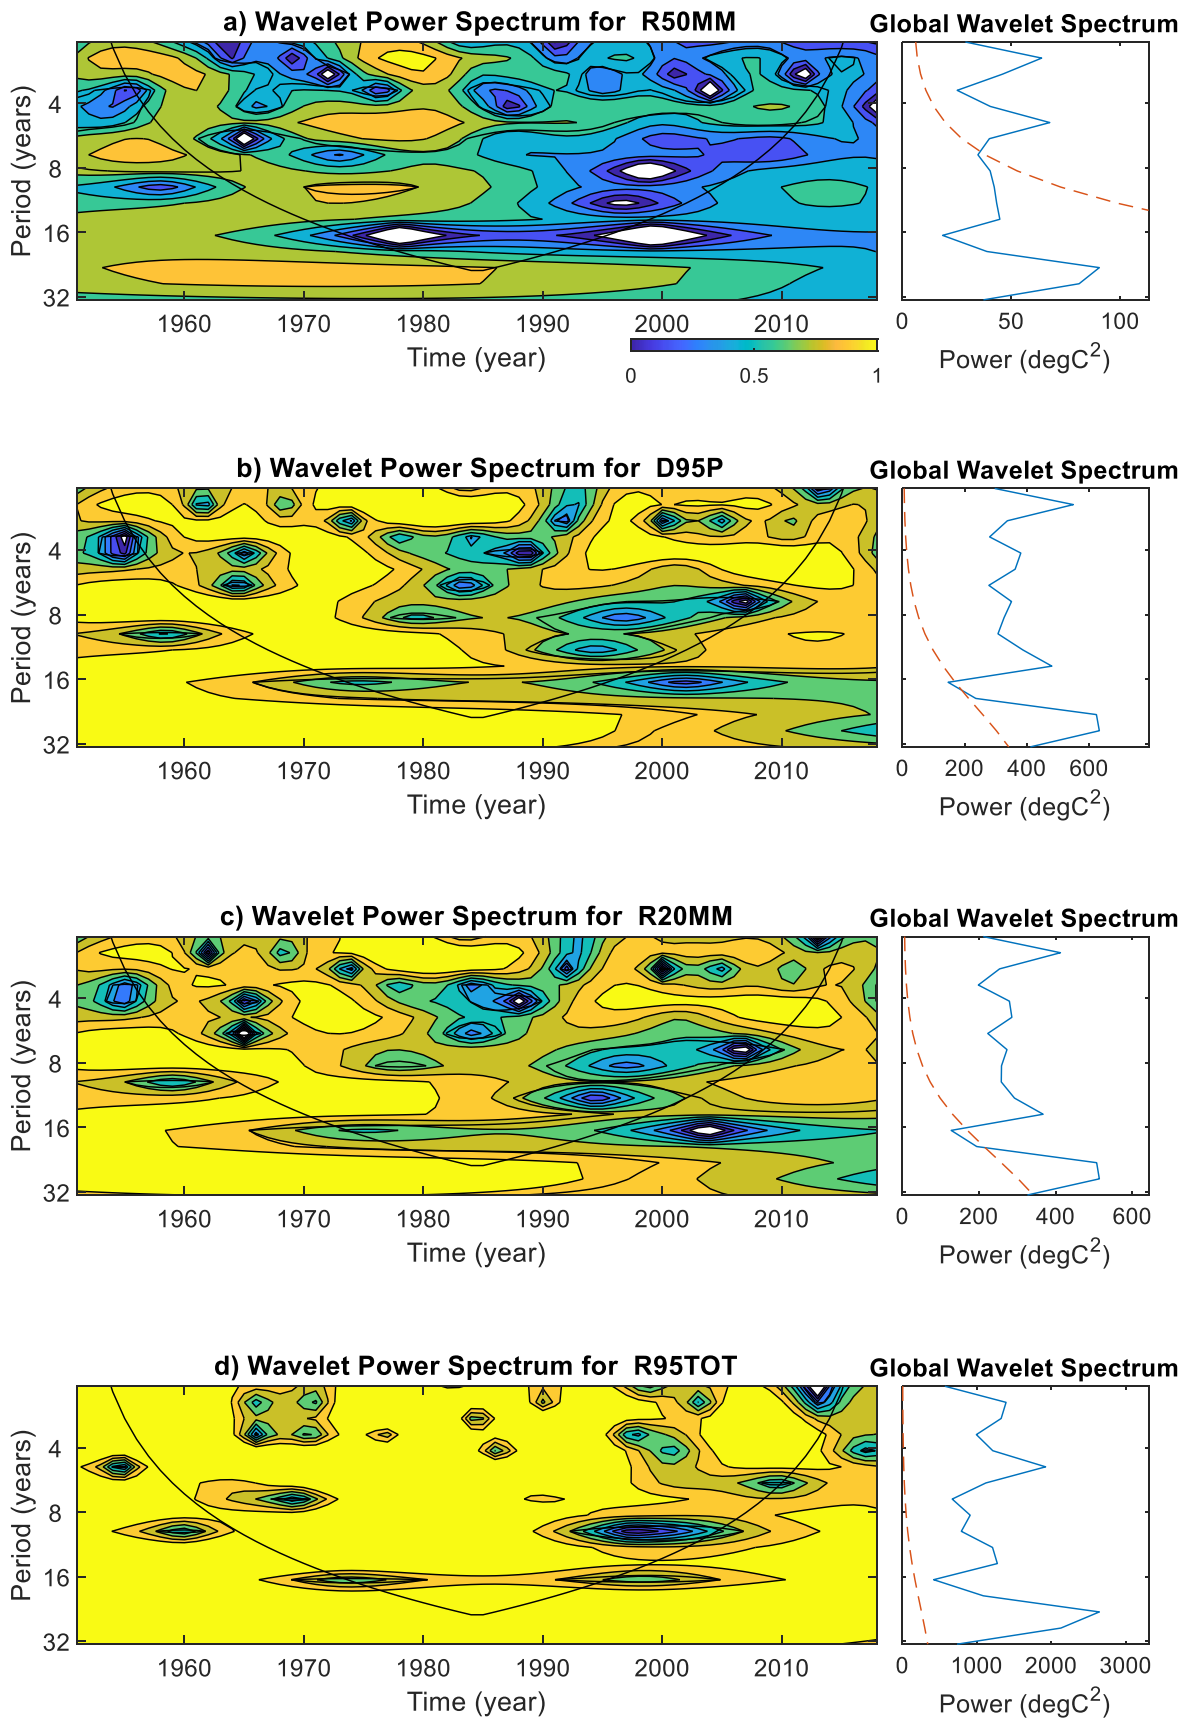 a) Wavelet Power Spectrum for R50MM
Global Wavelet Spectrum
Period (years)
4
8
16
32
1960 1970 1980 1990 2000 2010
Time (year)
0 0.5 1
0 50 100
Power (degC²)
b) Wavelet Power Spectrum for D95P
Global Wavelet Spectrum
Period (years)
4
8
16
32
1960 1970 1980 1990 2000 2010
Time (year)
0 200 400 600
Power (degC²)
c) Wavelet Power Spectrum for R20MM
Global Wavelet Spectrum
Period (years)
4
8
16
32
1960 1970 1980 1990 2000 2010
Time (year)
0 200 400 600
Power (degC²)
d) Wavelet Power Spectrum for R95TOT
Global Wavelet Spectrum
Period (years)
4
8
16
32
1960 1970 1980 1990 2000 2010
Time (year)
0 1000 2000 3000
Power (degC²)